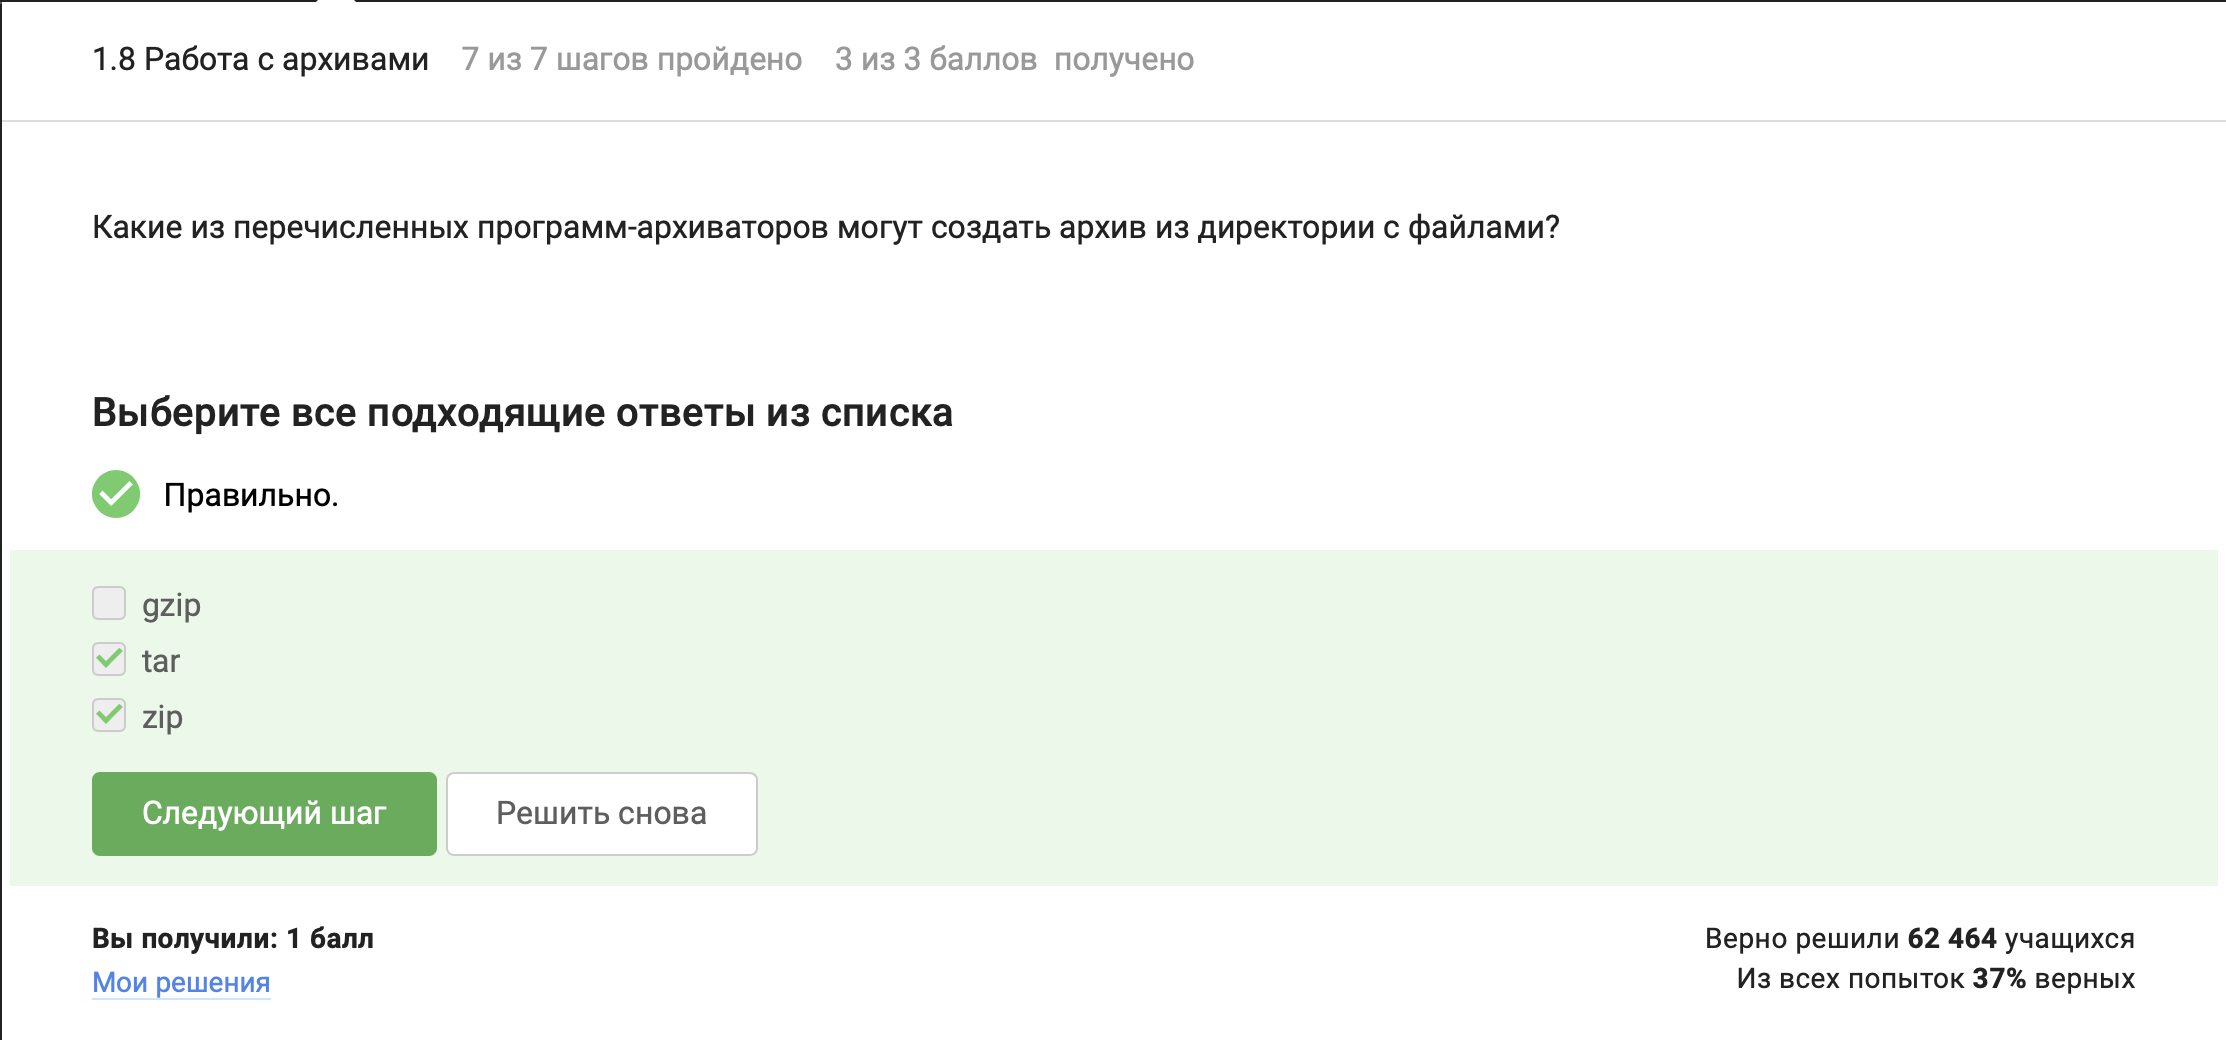 1.8 Работа с архивами 7 из 7 шагов пройдено 3 из 3 баллов получено
Какие из перечисленных программ-архиваторов могут создать архив из директории с файлами?
Выберите все подходящие ответы из списка
Правильно.
gzip
tar
zip
Следующий шаг Решить снова
Вы получили: 1 балл
Мои решения
Верно решили 62 464 учащихся
Из всех попыток 37% верных